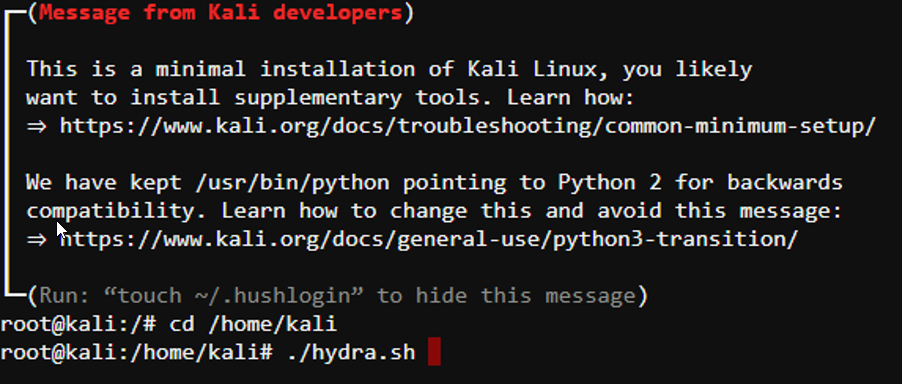 (Message from Kali developers)
This is a minimal installation of Kali Linux, you likely
want to install supplementary tools. Learn how:
⇒ https://www.kali.org/docs/troubleshooting/common-minimum-setup/
We have kept /usr/bin/python pointing to Python 2 for backwards
compatibility. Learn how to change this and avoid this message:
⇒ https://www.kali.org/docs/general-use/python3-transition/
(Run: “touch ~/.hushlogin” to hide this message)
root@kali:/# cd /home/kali
root@kali:/home/kali# ./hydra.sh